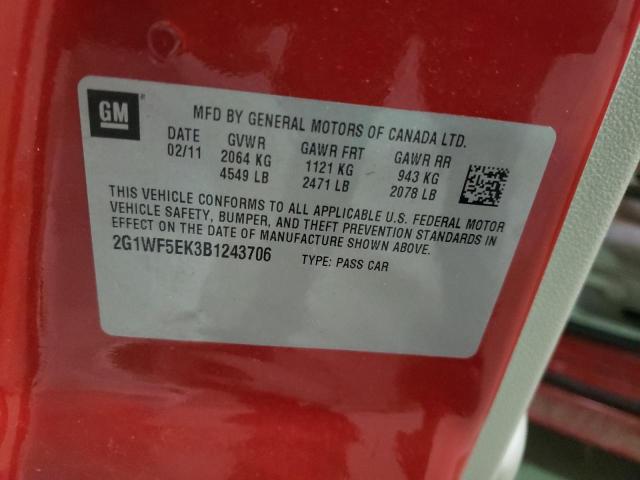 GM
MFD BY GENERAL MOTORS OF CANADA LTD.
DATE GVWR GAWR FRT GAWR RR
02/11 2064 KG 1121 KG 943 KG
4549 LB 2471 LB 2078 LB
THIS VEHICLE CONFORMS TO ALL APPLICABLE U.S. FEDERAL MOTOR
VEHICLE SAFETY, BUMPER, AND THEFT PREVENTION STANDARDS IN
EFFECT ON THE DATE OF MANUFACTURE SHOWN ABOVE.
2G1WF5EK3B1243706 TYPE: PASS CAR